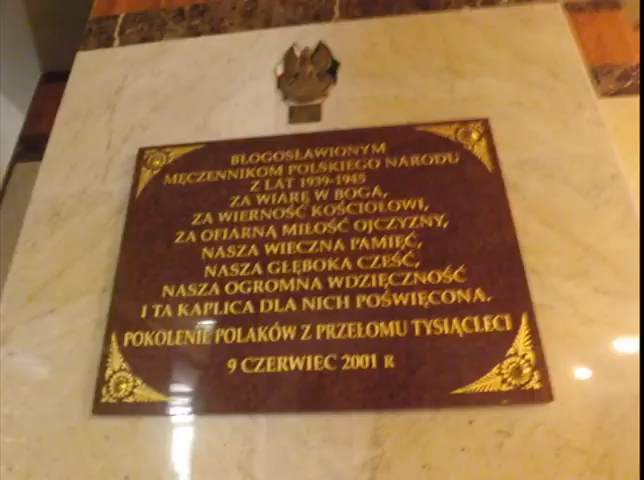 BŁOGOSŁAWIONYM
MĘCZENNIKOM POLSKIEGO NARODU
Z LAT 1939-1945
ZA WIARĘ W BOGA,
ZA WIERNOŚĆ KOŚCIOŁOWI,
ZA OFIARNĄ MIŁOŚĆ OJCZYZNY,
NASZA WIECZNA PAMIĘĆ,
NASZA GŁĘBOKA CZEŚĆ,
NASZA OGROMNA WDZIĘCZNOŚĆ
I TA KAPLICA DLA NICH POŚWIĘCONA.
POKOLENIE POLAKÓW Z PRZEŁOMU TYSIĄCLECI
9 CZERWIEC 2001 R